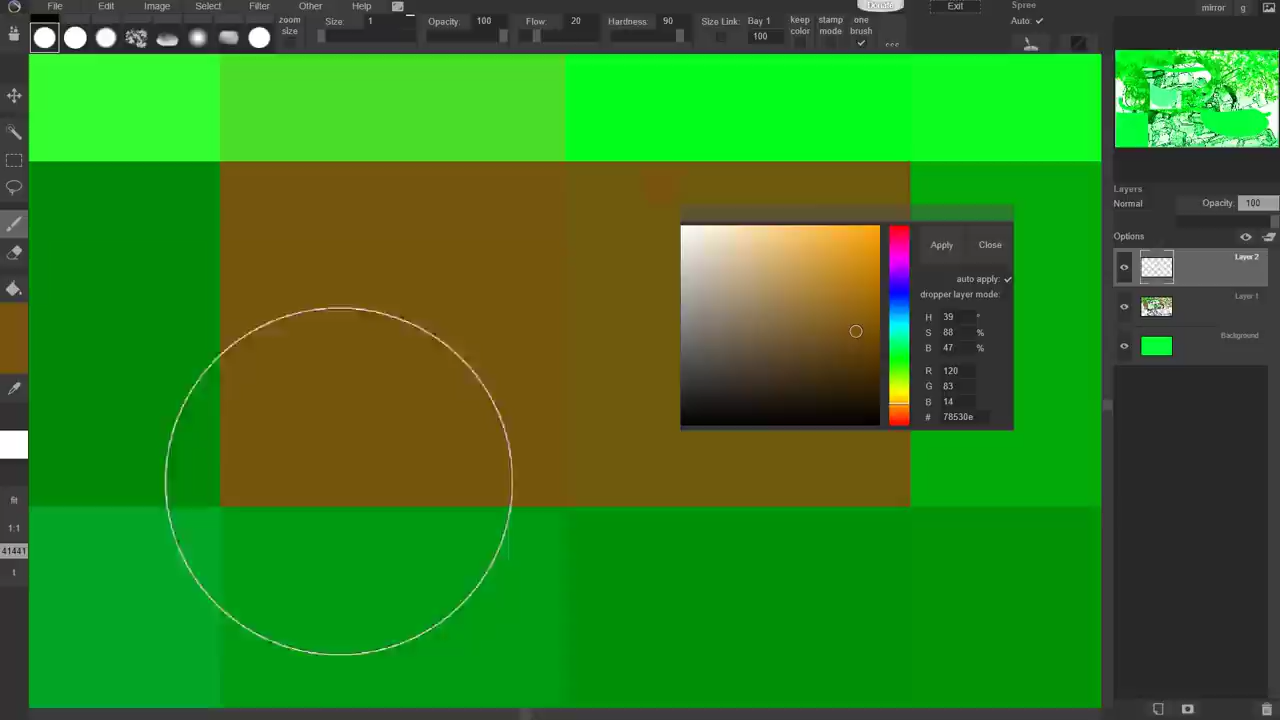 File Edit Image Select Filter Other Help Donate Exit Spree mirror g
Auto:
zoom size Size: 1 Opacity: 100 Flow: 20 Hardness: 90 Size Link: Bay 1 100 keep color stamp mode one brush
Layers
Normal Opacity: 100
Options
Layer 2
Layer 1
Background
Apply Close
auto apply:
dropper layer mode:
H 39 °
S 88 %
B 47 %
R 120
G 83
B 14
# 78530e
fit
1:1
41441
1